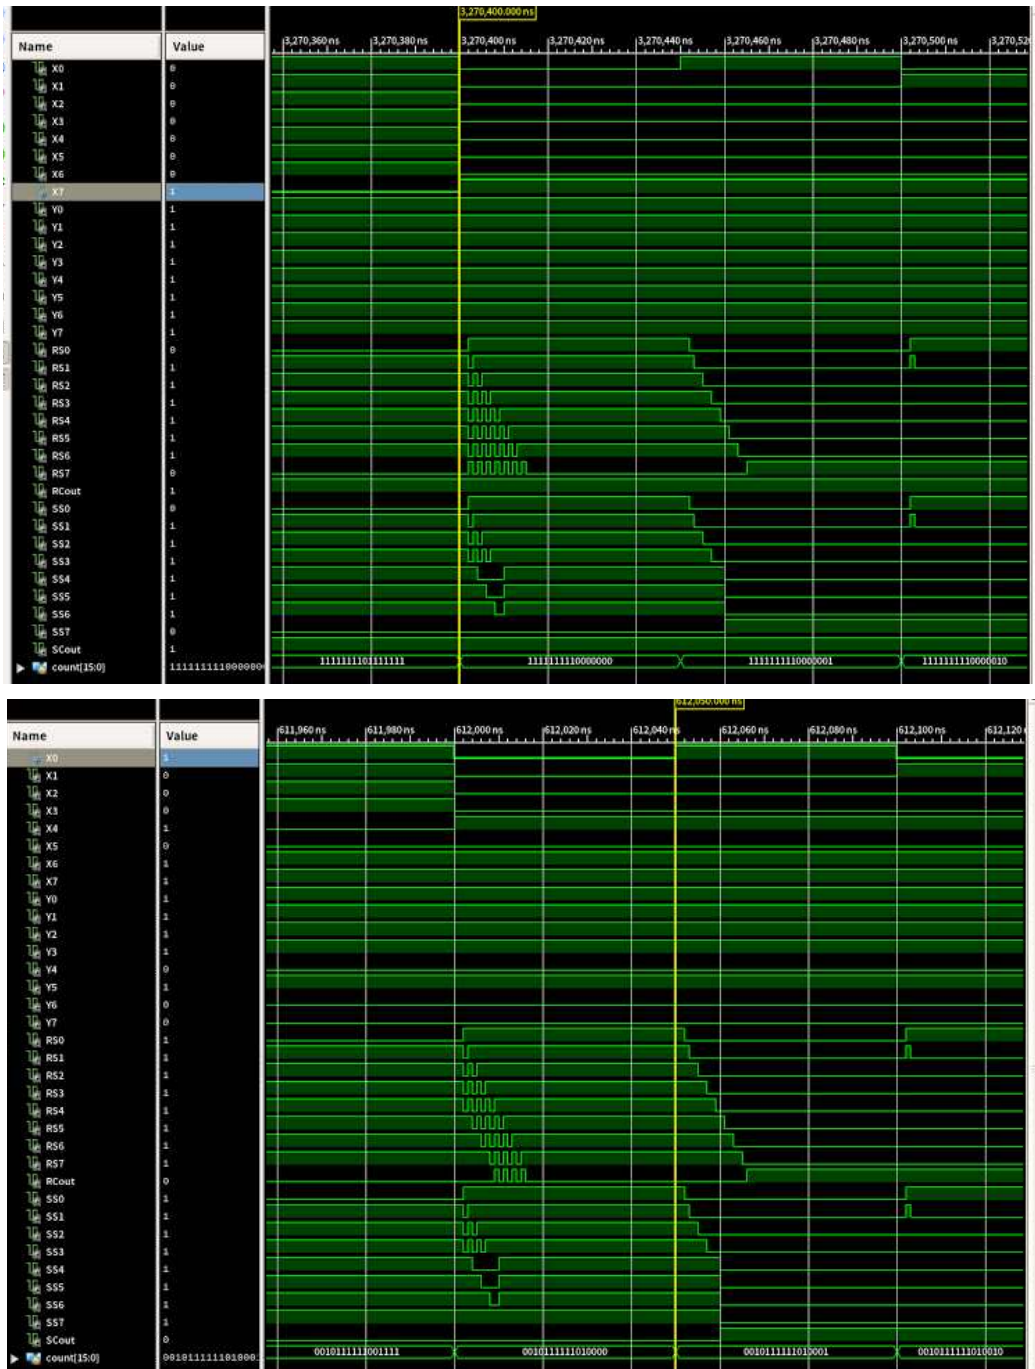 3,270,400.000 ns
Name Value 3,270,360 ns 3,270,380 ns 3,270,400 ns 3,270,420 ns 3,270,440 ns 3,270,460 ns 3,270,480 ns 3,270,500 ns 3,270,52
X0 0
X1 0
X2 0
X3 0
X4 0
X5 0
X6 0
X7 1
Y0 1
Y1 1
Y2 1
Y3 1
Y4 1
Y5 1
Y6 1
Y7 1
RS0 0
RS1 1
RS2 1
RS3 1
RS4 1
RS5 1
RS6 1
RS7 0
RCout 1
SS0 0
SS1 1
SS2 1
SS3 1
SS4 1
SS5 1
SS6 1
SS7 0
SCout 1
count[15:0] 111111111000000 1111111101111111 1111111110000000 1111111110000001 1111111110000010
612,050.000 ns
Name Value 611,960 ns 611,980 ns 612,000 ns 612,020 ns 612,040 ns 612,060 ns 612,080 ns 612,100 ns 612,120
X0 1
X1 0
X2 0
X3 0
X4 1
X5 0
X6 1
X7 1
Y0 1
Y1 1
Y2 1
Y3 1
Y4 0
Y5 1
Y6 0
Y7 0
RS0 1
RS1 1
RS2 1
RS3 1
RS4 1
RS5 1
RS6 1
RS7 1
RCout 0
SS0 1
SS1 1
SS2 1
SS3 1
SS4 1
SS5 1
SS6 1
SS7 1
SCout 0
count[15:0] 001011111101000 0010111111001111 0010111111010000 0010111111010001 0010111111010010